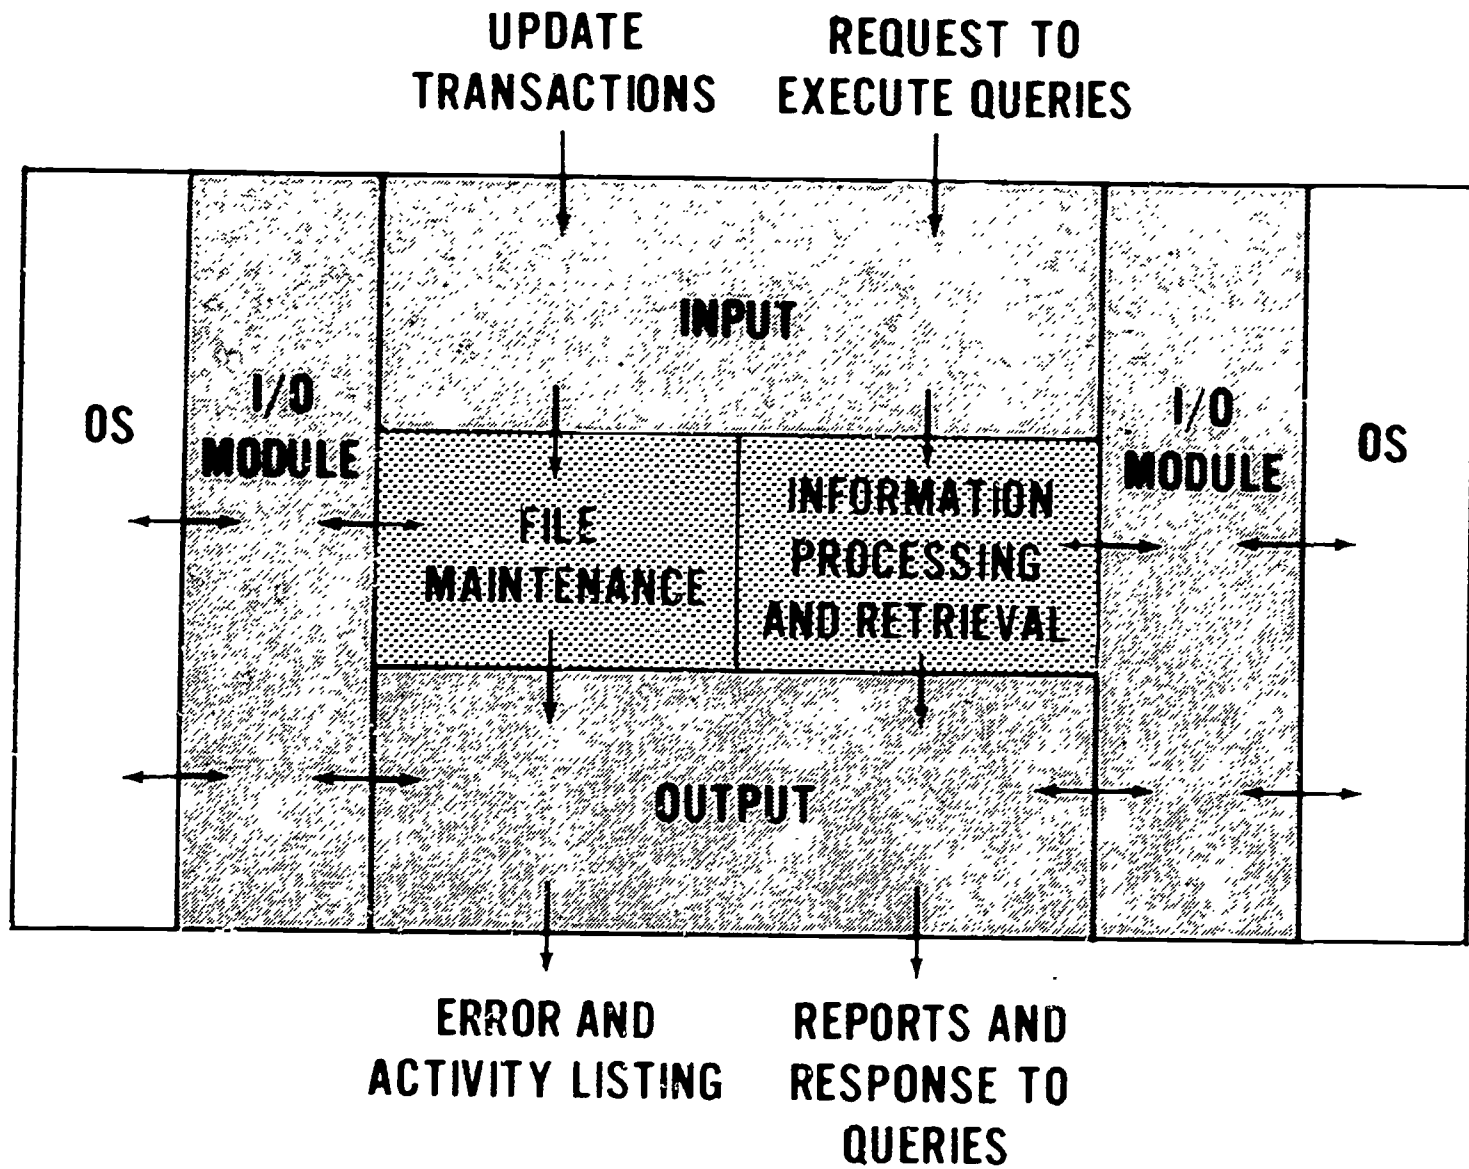 UPDATE
TRANSACTIONS
REQUEST TO
EXECUTE QUERIES
INPUT
OS
I/O
MODULE
FILE
MAINTENANCE
INFORMATION
PROCESSING
AND RETRIEVAL
I/O
MODULE
OS
OUTPUT
ERROR AND
ACTIVITY LISTING
REPORTS AND
RESPONSE TO
QUERIES